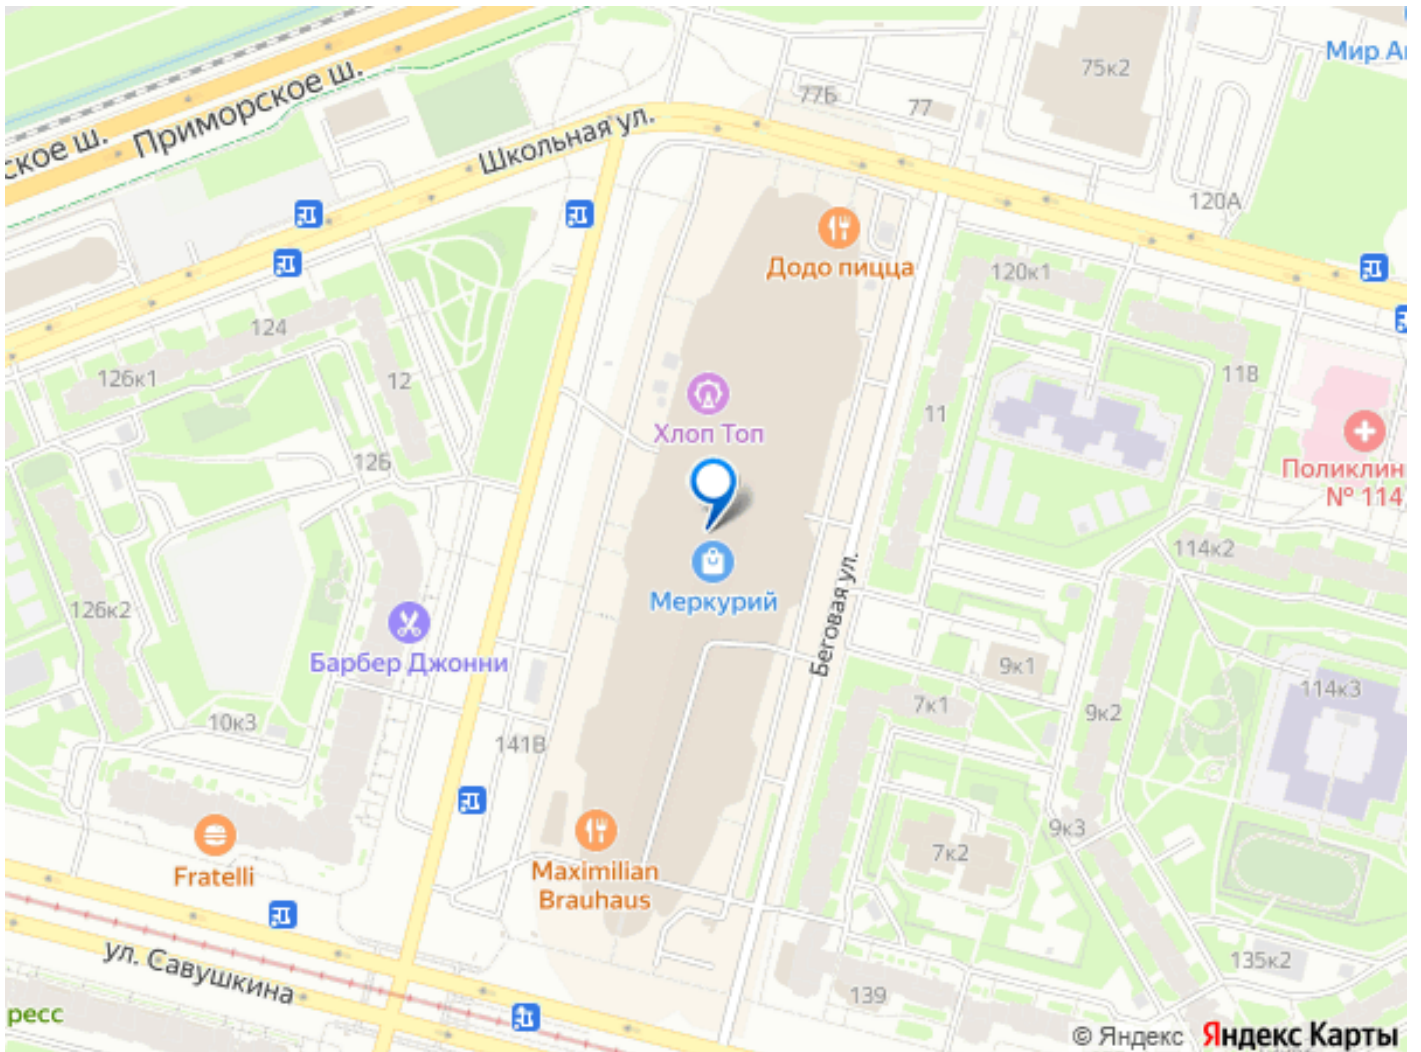 Мир А
75к2
77Б
77
Приморское ш.
ское ш.
Школьная ул.
120А
Додо пицца
120к1
124
126к1
12
118
11
Хлоп Топ
12Б
Поликлин
№ 114
114к2
Меркурий
126к2
Беговая ул.
Барбер Джонни
9к1
114к3
7к1
9к2
10к3
141В
9к3
7к2
Fratelli
Maximilian
Brauhaus
135к2
ул. Савушкина
139
ресс
© Яндекс Яндекс Карты